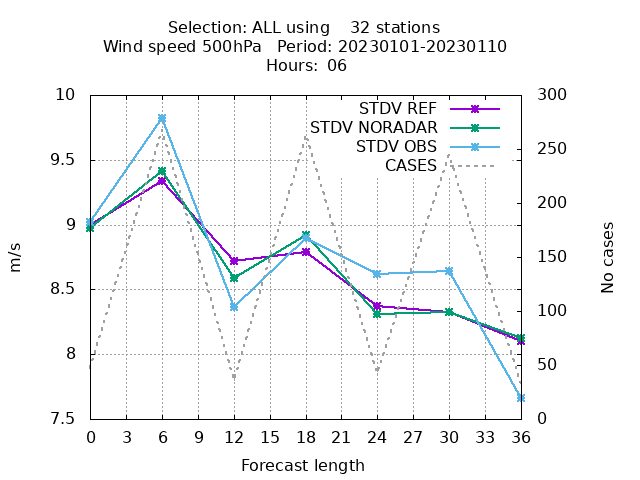 Selection: ALL using    32 stations
Wind speed 500hPa   Period: 20230101-20230110
Hours:  06
10
9.5
9
8.5
8
7.5
300
250
200
150
100
50
0
STDV REF
STDV NORADAR
STDV OBS
CASES
m/s
No cases
0 3 6 9 12 15 18 21 24 27 30 33 36
Forecast length